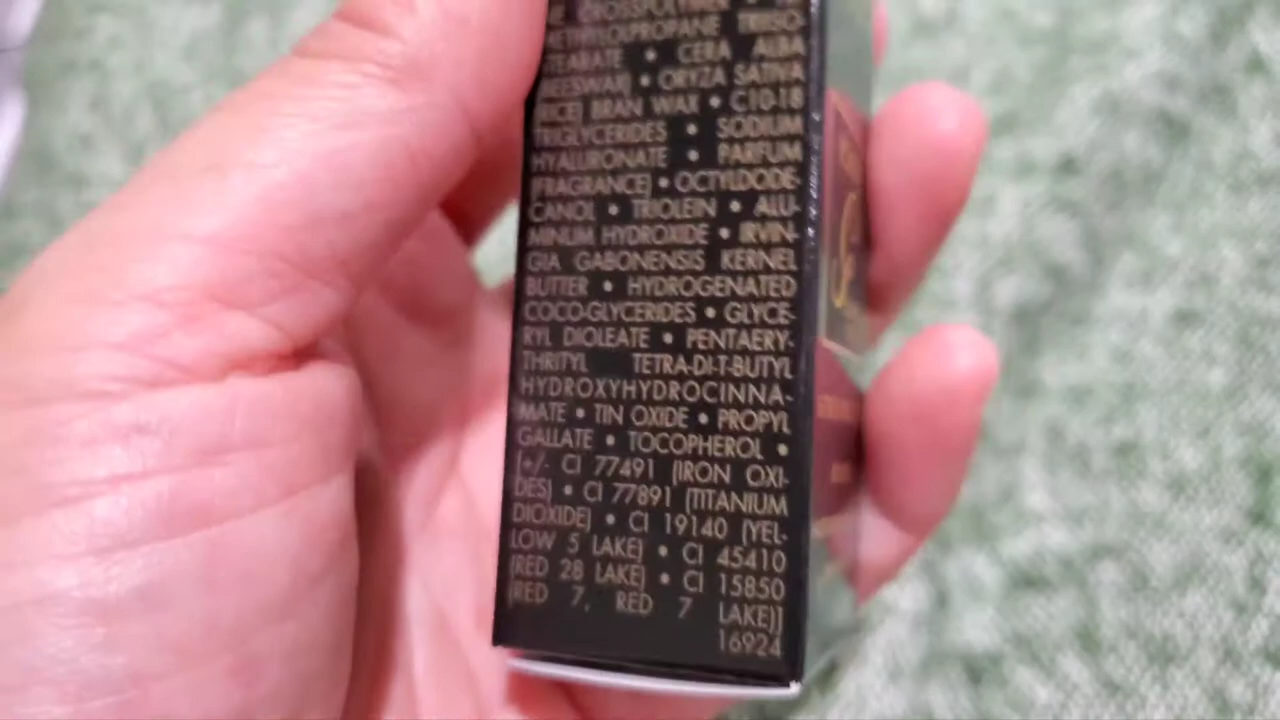 METHYLOLPROPANE TRIISO-
STEARATE • CERA ALBA
[BEESWAX] • ORYZA SATIVA
[RICE] BRAN WAX • C10-18
TRIGLYCERIDES • SODIUM
HYALURONATE • PARFUM
[FRAGRANCE] • OCTYLDODE-
CANOL • TRIOLEIN • ALU-
MINUM HYDROXIDE • IRVIN-
GIA GABONENSIS KERNEL
BUTTER • HYDROGENATED
COCO-GLYCERIDES • GLYCE-
RYL DIOLEATE • PENTAERY-
THRITYL TETRA-DI-T-BUTYL
HYDROXYHYDROCINNA-
MATE • TIN OXIDE • PROPYL
GALLATE • TOCOPHEROL •
[+/- CI 77491 (IRON OXI-
DES) • CI 77891 (TITANIUM
DIOXIDE) • CI 19140 (YEL-
LOW 5 LAKE) • CI 45410
(RED 28 LAKE) • CI 15850
(RED 7, RED 7 LAKE)]
16924